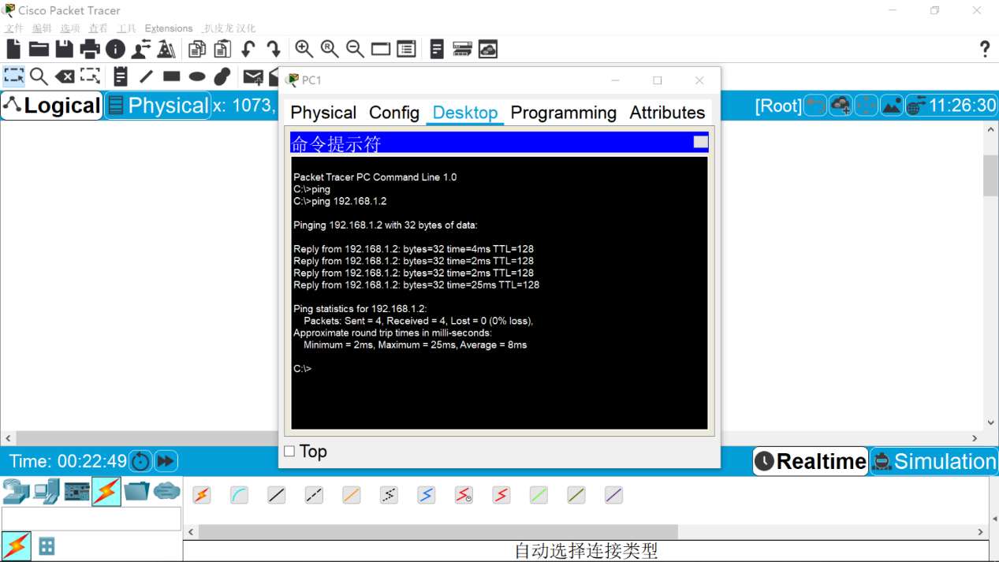 Cisco Packet Tracer
文件 编辑 选项 查看 工具 Extensions _扒皮龙 汉化
Logical Physical x: 1073, [Root] 11:26:30
PC1
Physical Config Desktop Programming Attributes
命令提示符
Packet Tracer PC Command Line 1.0
C:\>ping
C:\>ping 192.168.1.2
Pinging 192.168.1.2 with 32 bytes of data:
Reply from 192.168.1.2: bytes=32 time=4ms TTL=128
Reply from 192.168.1.2: bytes=32 time=2ms TTL=128
Reply from 192.168.1.2: bytes=32 time=2ms TTL=128
Reply from 192.168.1.2: bytes=32 time=25ms TTL=128
Ping statistics for 192.168.1.2:
Packets: Sent = 4, Received = 4, Lost = 0 (0% loss),
Approximate round trip times in milli-seconds:
Minimum = 2ms, Maximum = 25ms, Average = 8ms
C:\>
Top
Time: 00:22:49 Realtime Simulation
自动选择连接类型